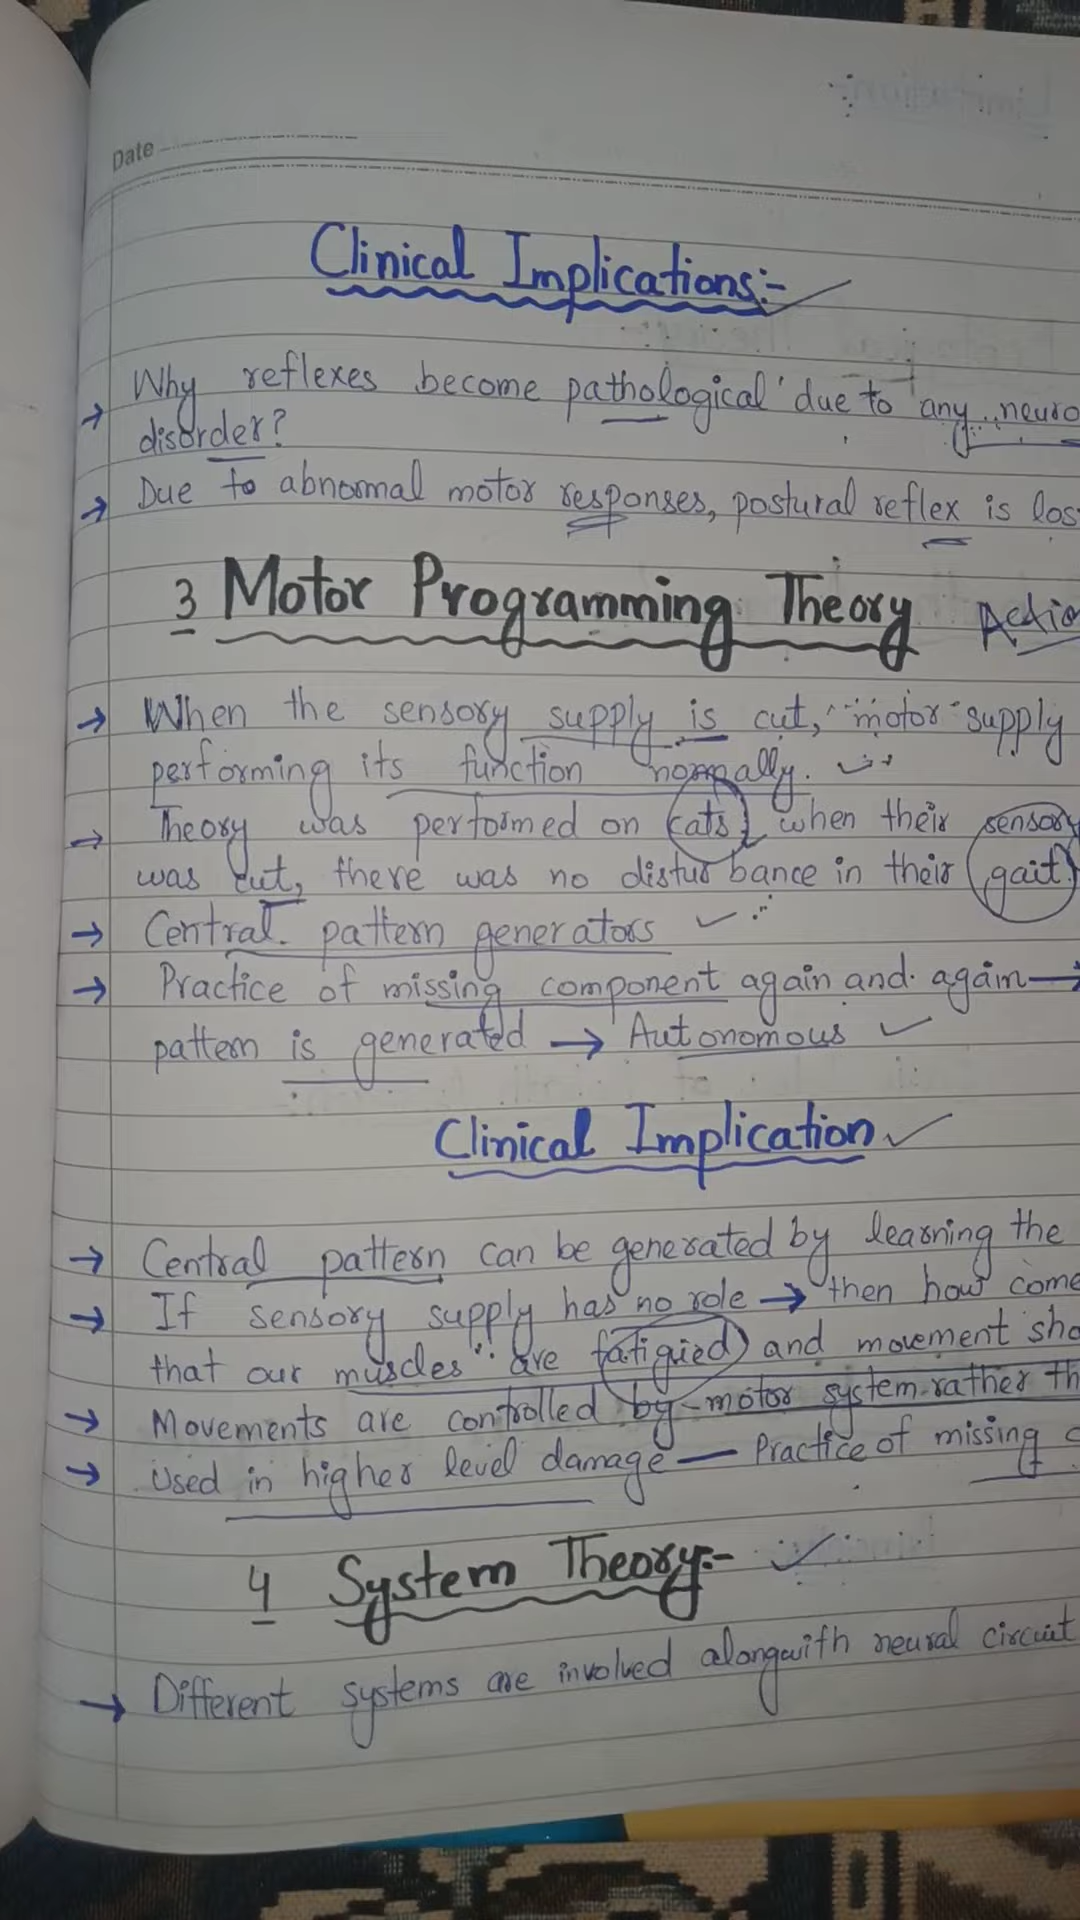 Date
Clinical Implications:-
→ Why reflexes become pathological due to any neuro
disorder?
→ Due to abnormal motor responses, postural reflex is los
3 Motor Programming Theory Actio
→ When the sensory supply is cut, motor supply
performing its function normally.
→ Theory was performed on cats, when their sensory
was cut, there was no disturbance in their gait.
→ Central pattern generators
→ Practice of missing component again and again →
pattern is generated → Autonomous
Clinical Implication
→ Central pattern can be generated by learning the
→ If sensory supply has no role → then how come
that our muscles are fatigued and movement sho
→ Movements are controlled by motor system rather th
→ Used in higher level damage — Practice of missing c
4 System Theory:-
→ Different systems are involved alongwith neural circuit